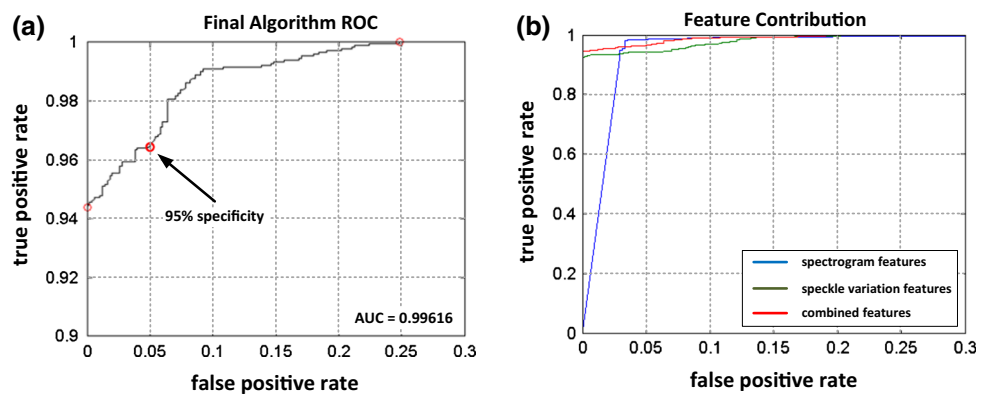 (a)
Final Algorithm ROC
true positive rate
1
0.98
0.96
0.94
0.92
0.9
95% specificity
AUC = 0.99616
0
0.05
0.1
0.15
0.2
0.25
0.3
false positive rate
(b)
Feature Contribution
true positive rate
1
0.8
0.6
0.4
0.2
0
spectrogram features
speckle variation features
combined features
0
0.05
0.1
0.15
0.2
0.25
0.3
false positive rate